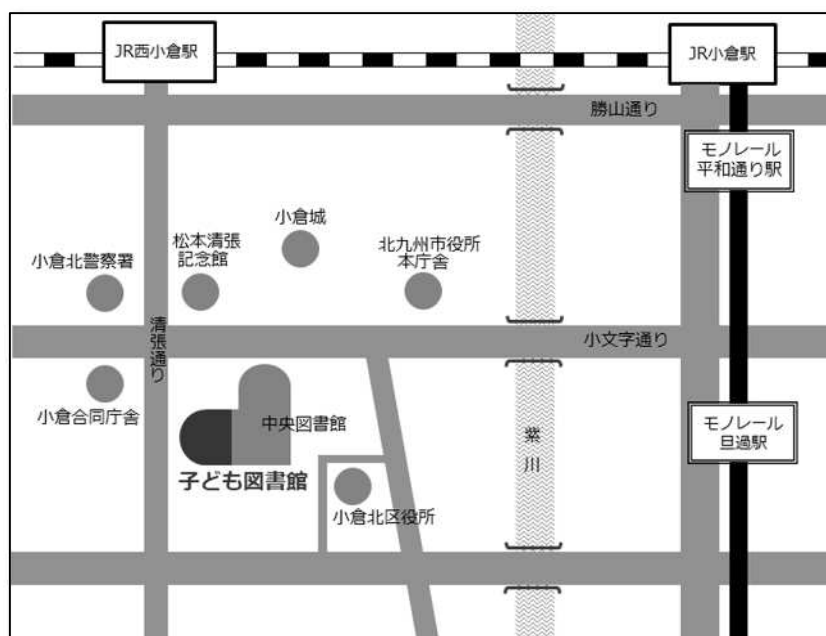 JR西小倉駅
JR小倉駅
勝山通り
モノレール
平和通り駅
小倉城
松本清張
記念館
北九州市役所
本庁舎
小倉北警察署
清張通り
小文字通り
小倉合同庁舎
中央図書館
子ども図書館
紫川
モノレール
旦過駅
小倉北区役所